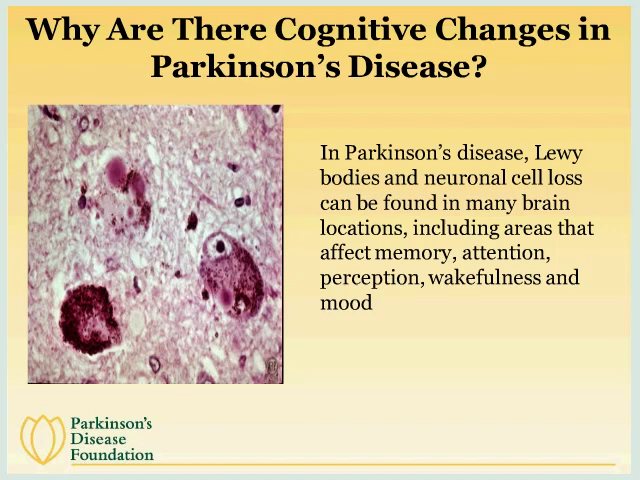 Why Are There Cognitive Changes in
Parkinson’s Disease?
In Parkinson’s disease, Lewy
bodies and neuronal cell loss
can be found in many brain
locations, including areas that
affect memory, attention,
perception, wakefulness and
mood
Parkinson’s
Disease
Foundation